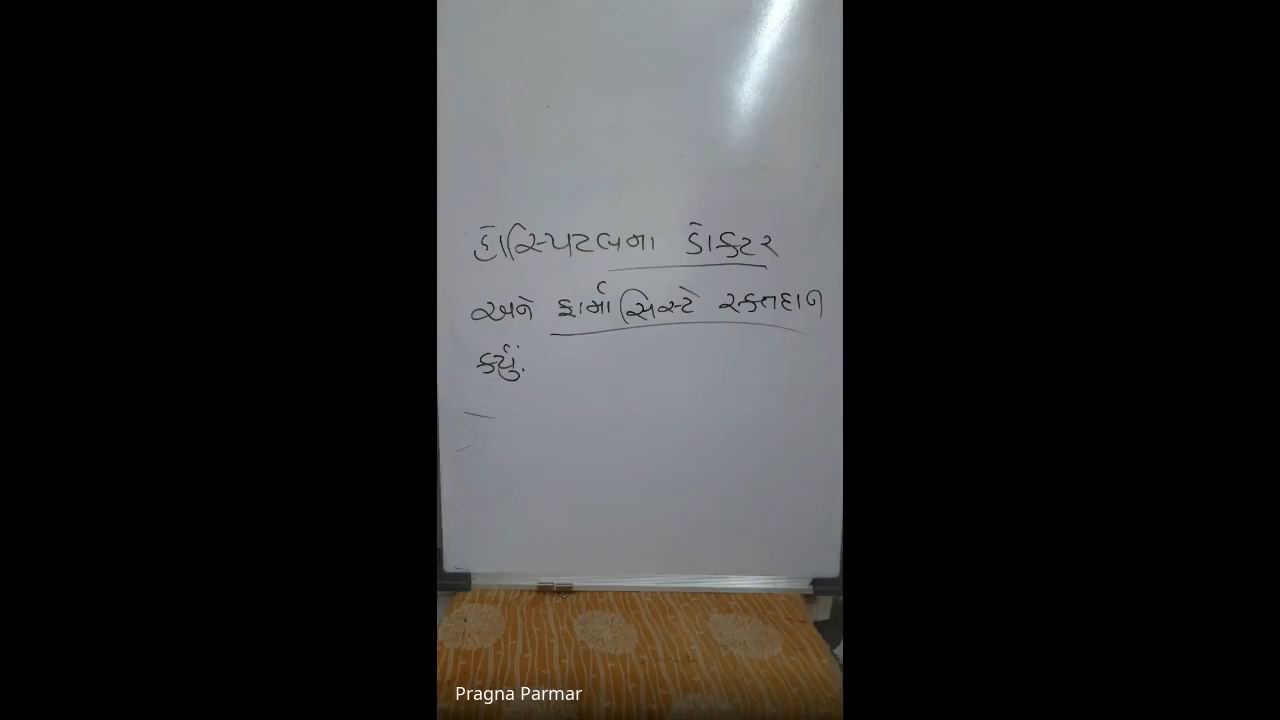 હોસ્પિટલના ડોક્ટર
અને ફાર્માસિસ્ટે રક્તદાન
કર્યું.
Pragna Parmar